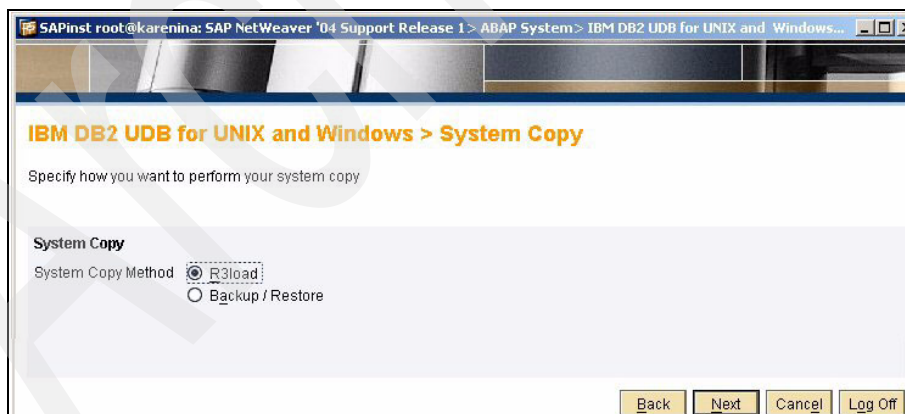 SAPinst root@karenina: SAP NetWeaver '04 Support Release 1 > ABAP System > IBM DB2 UDB for UNIX and Windows...
IBM DB2 UDB for UNIX and Windows > System Copy
Specify how you want to perform your system copy
System Copy
System Copy Method R3load
Backup / Restore
Back Next Cancel Log Off